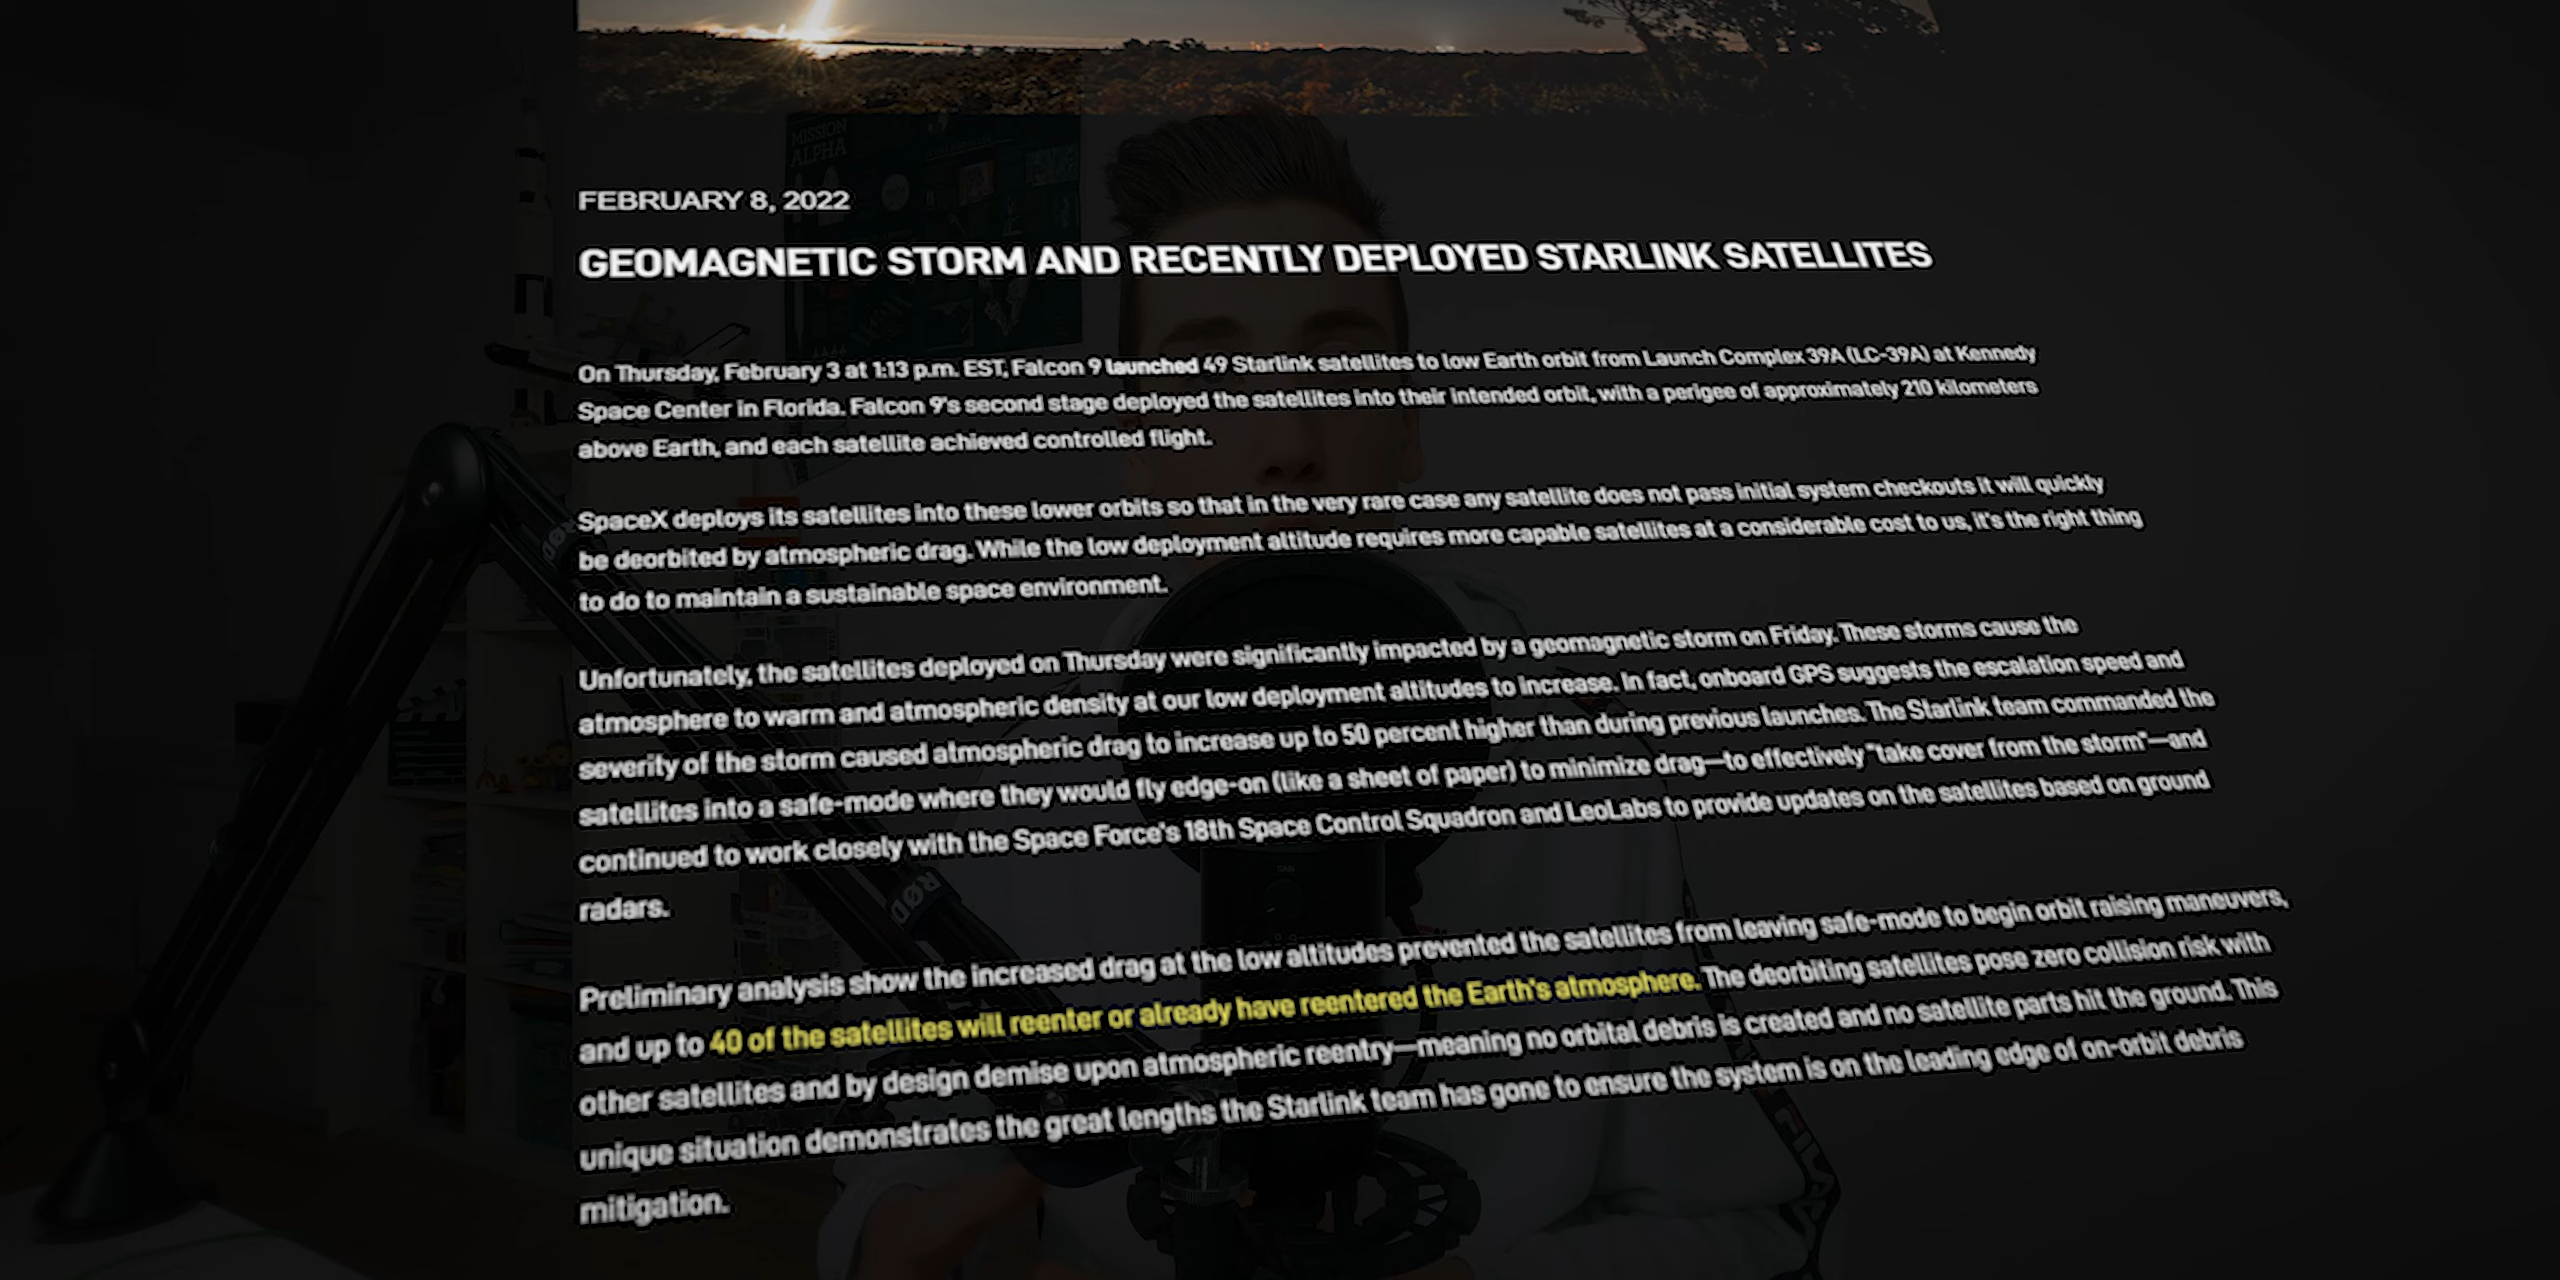 MISSION
ALPHA
FEBRUARY 8, 2022
GEOMAGNETIC STORM AND RECENTLY DEPLOYED STARLINK SATELLITES
On Thursday, February 3 at 1:13 p.m. EST, Falcon 9 launched 49 Starlink satellites to low Earth orbit from Launch Complex 39A (LC-39A) at Kennedy
Space Center in Florida. Falcon 9's second stage deployed the satellites into their intended orbit, with a perigee of approximately 210 kilometers
above Earth, and each satellite achieved controlled flight.
SpaceX deploys its satellites into these lower orbits so that in the very rare case any satellite does not pass initial system checkouts it will quickly
be deorbited by atmospheric drag. While the low deployment altitude requires more capable satellites at a considerable cost to us, it's the right thing
to do to maintain a sustainable space environment.
Unfortunately, the satellites deployed on Thursday were significantly impacted by a geomagnetic storm on Friday. These storms cause the
atmosphere to warm and atmospheric density at our low deployment altitudes to increase. In fact, onboard GPS suggests the escalation speed and
severity of the storm caused atmospheric drag to increase up to 50 percent higher than during previous launches. The Starlink team commanded the
satellites into a safe-mode where they would fly edge-on (like a sheet of paper) to minimize drag—to effectively "take cover from the storm"—and
continued to work closely with the Space Force's 18th Space Control Squadron and LeoLabs to provide updates on the satellites based on ground
radars.
Preliminary analysis show the increased drag at the low altitudes prevented the satellites from leaving safe-mode to begin orbit raising maneuvers,
and up to 40 of the satellites will reenter or already have reentered the Earth's atmosphere. The deorbiting satellites pose zero collision risk with
other satellites and by design demise upon atmospheric reentry—meaning no orbital debris is created and no satellite parts hit the ground. This
unique situation demonstrates the great lengths the Starlink team has gone to ensure the system is on the leading edge of on-orbit debris
mitigation.
RØDE
FILA